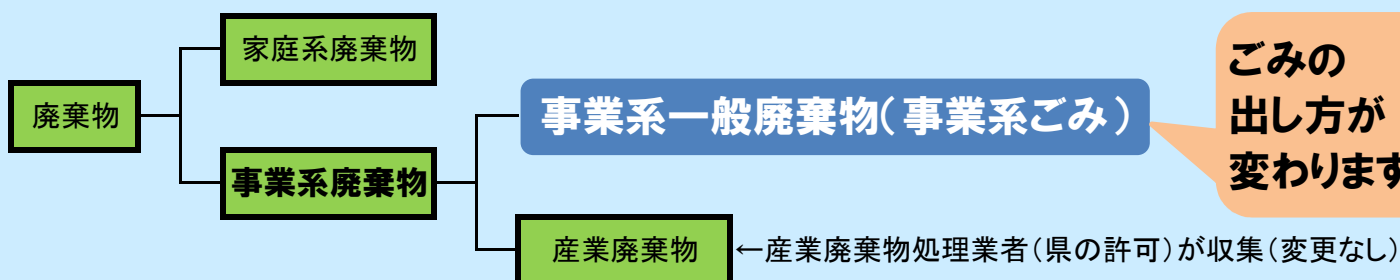 家庭系廃棄物
廃棄物
事業系一般廃棄物(事業系ごみ)
ごみの
出し方が
変わります
事業系廃棄物
産業廃棄物
←産業廃棄物処理業者(県の許可)が収集(変更なし)